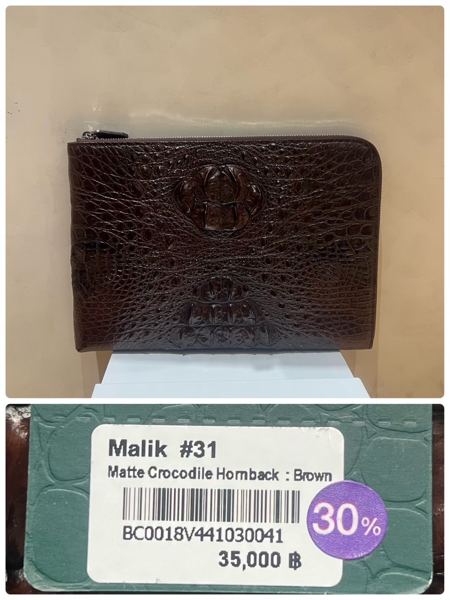 Malik #31
Matte Crocodile Hornback : Brown
BC0018V441030041
30%
35,000 ฿